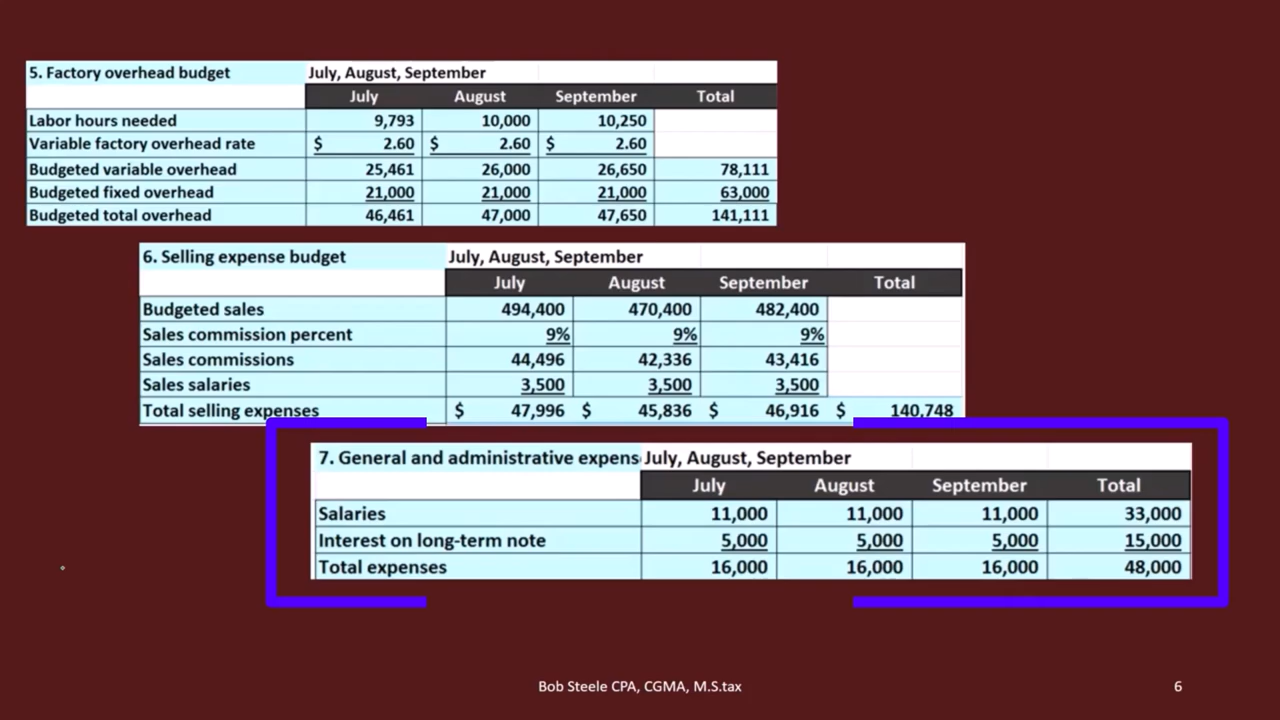 5. Factory overhead budget July, August, September
July August September Total
Labor hours needed 9,793 10,000 10,250
Variable factory overhead rate $ 2.60 $ 2.60 $ 2.60
Budgeted variable overhead 25,461 26,000 26,650 78,111
Budgeted fixed overhead 21,000 21,000 21,000 63,000
Budgeted total overhead 46,461 47,000 47,650 141,111
6. Selling expense budget July, August, September
July August September Total
Budgeted sales 494,400 470,400 482,400
Sales commission percent 9% 9% 9%
Sales commissions 44,496 42,336 43,416
Sales salaries 3,500 3,500 3,500
Total selling expenses $ 47,996 $ 45,836 $ 46,916 $ 140,748
7. General and administrative expens July, August, September
July August September Total
Salaries 11,000 11,000 11,000 33,000
Interest on long-term note 5,000 5,000 5,000 15,000
Total expenses 16,000 16,000 16,000 48,000
Bob Steele CPA, CGMA, M.S.tax 6